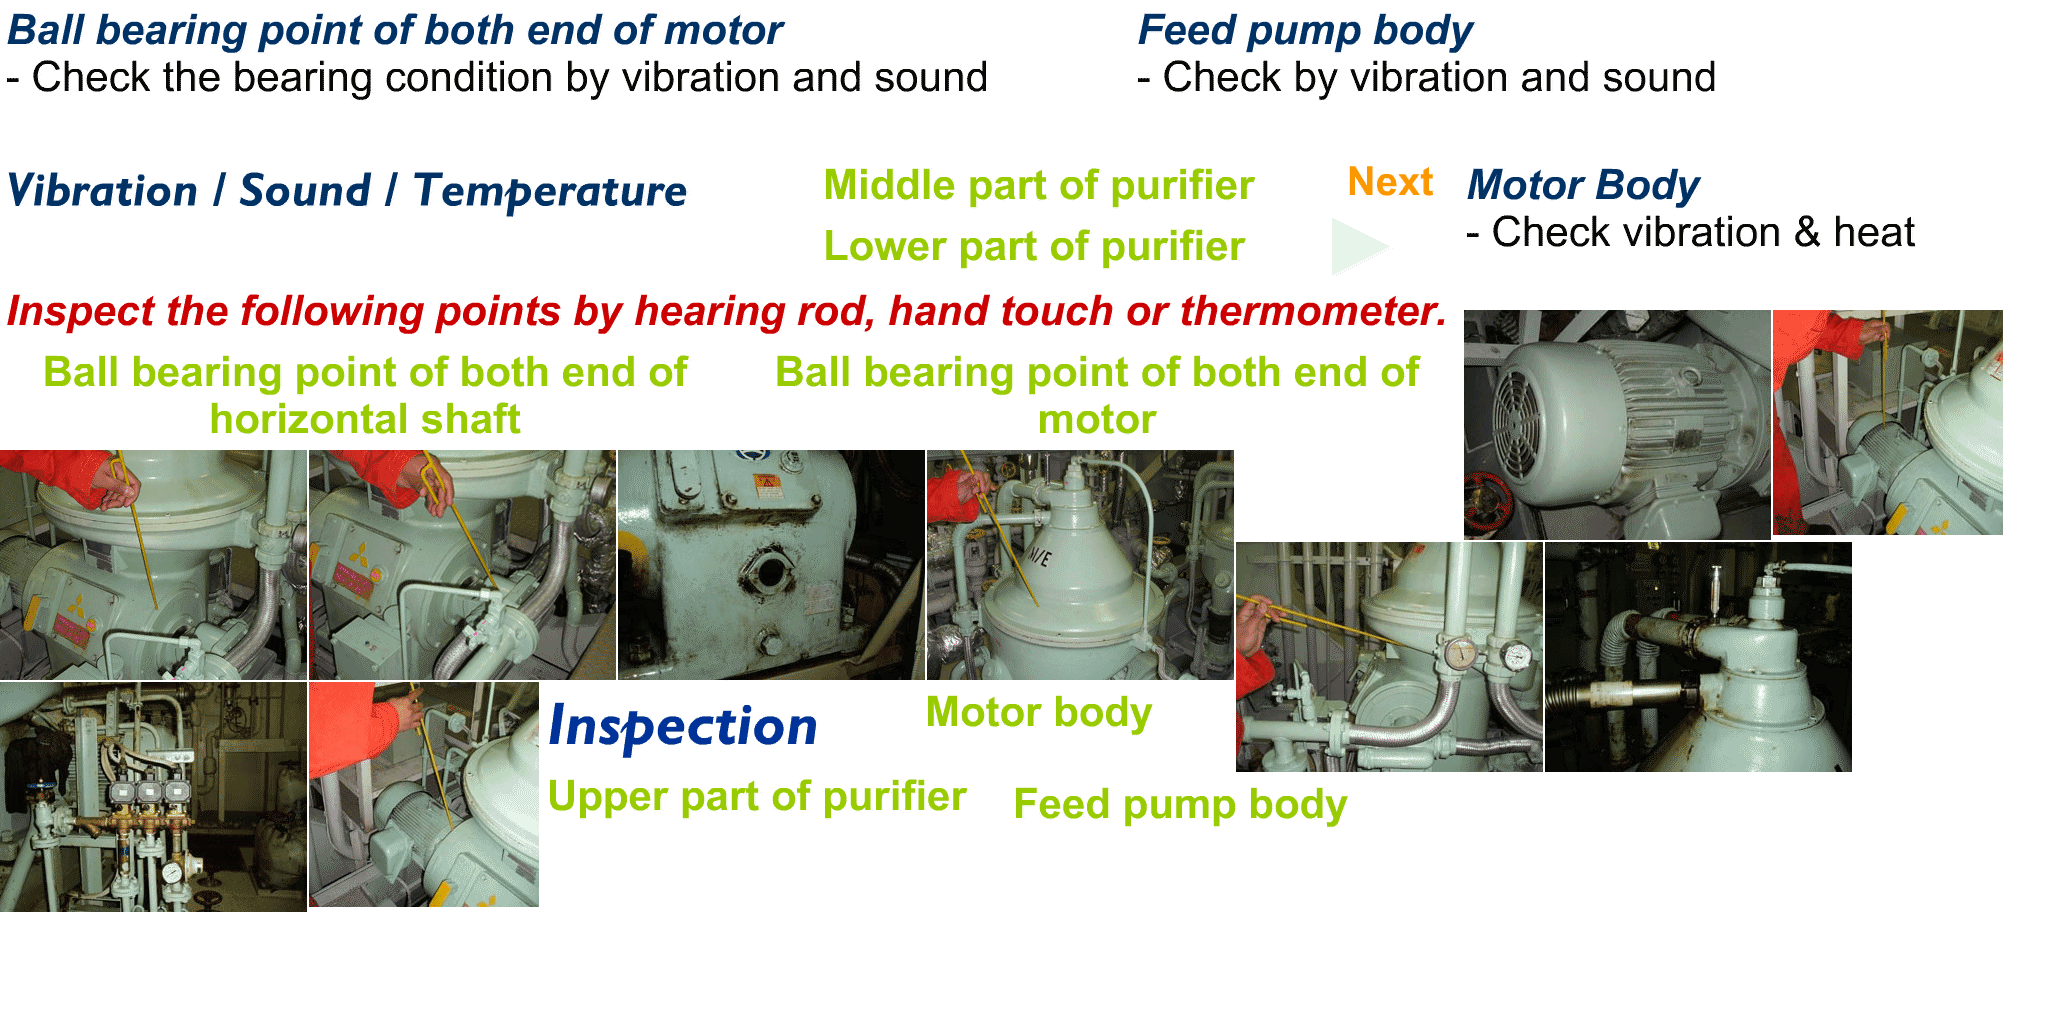 Ball bearing point of both end of motor
- Check the bearing condition by vibration and sound
Feed pump body
- Check by vibration and sound
Vibration / Sound / Temperature
Middle part of purifier
Lower part of purifier
Next
Motor Body
- Check vibration & heat
Inspect the following points by hearing rod, hand touch or thermometer.
Ball bearing point of both end of
horizontal shaft
Ball bearing point of both end of
motor
M/E
Inspection
Upper part of purifier
Motor body
Feed pump body